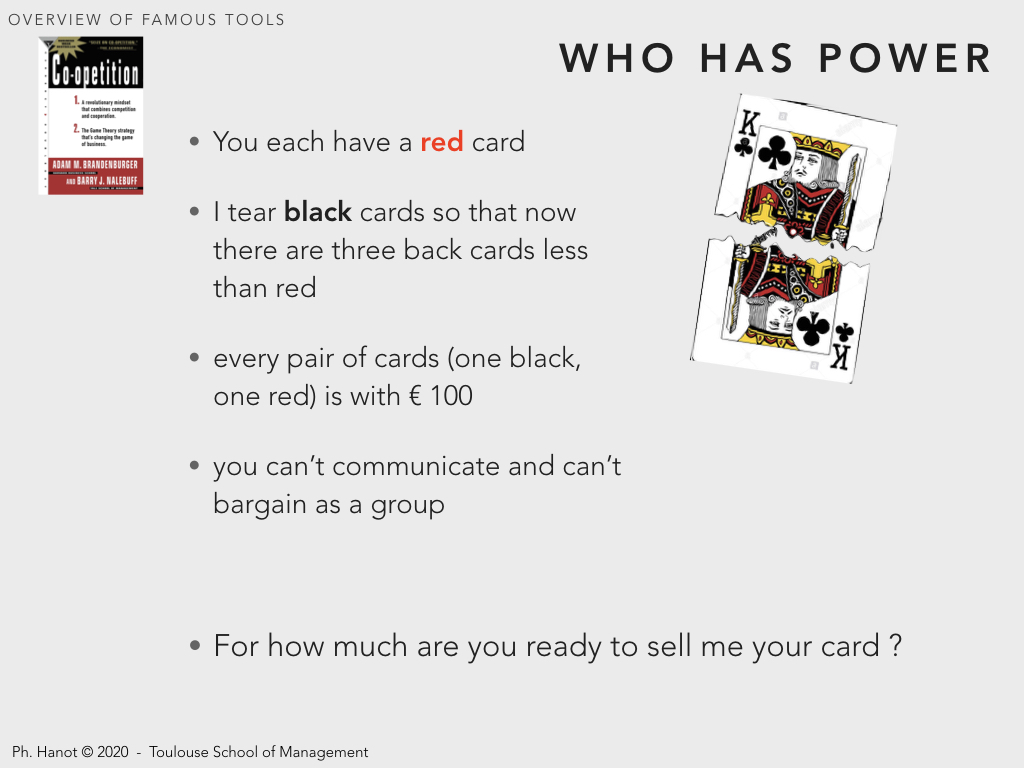 OVERVIEW OF FAMOUS TOOLS
WHO HAS POWER
Co-opetition
1. A revolutionary mindset
that combines competition
and cooperation.
2. The Game Theory strategy
that's changing the game
of business.
ADAM M. BRANDENBURGER
AND BARRY J. NALEBUFF
K
K
• You each have a red card
• I tear black cards so that now
there are three back cards less
than red
• every pair of cards (one black,
one red) is with € 100
• you can’t communicate and can’t
bargain as a group
• For how much are you ready to sell me your card ?
Ph. Hanot © 2020 - Toulouse School of Management